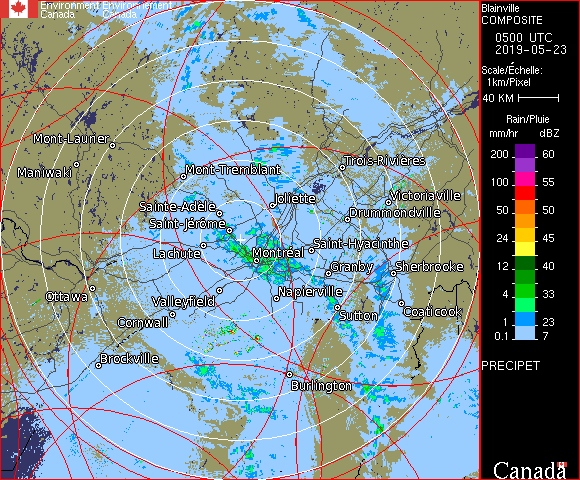 Environment Environnement
Canada Canada
Blainville
COMPOSITE
0500 UTC
2019-05-23
Scale/Échelle:
1km/Pixel
40 KM
Rain/Pluie
mm/hr dBZ
200 60
100 55
50 50
24 45
12 40
4 33
1 23
0.1 7
PRECIPET
Canada
Mont-Laurier
Maniwaki
Mont-Tremblant
Trois-Rivières
Joliette
Victoriaville
Sainte-Adèle
Drummondville
Saint-Jérôme
Saint-Hyacinthe
Lachute
Montréal
Granby
Sherbrooke
Ottawa
Valleyfield
Napierville
Coaticook
Cornwall
Sutton
Brockville
Burlington